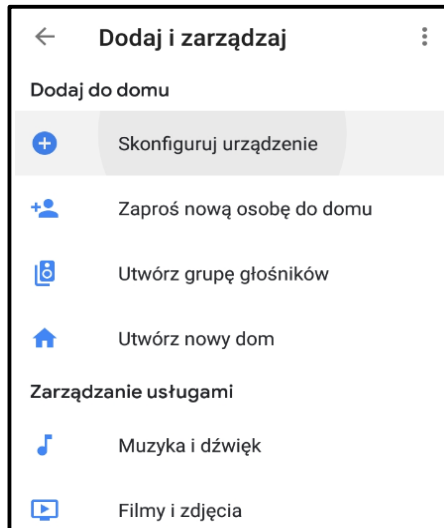 Dodaj i zarządzaj
Dodaj do domu
Skonfiguruj urządzenie
Zaproś nową osobę do domu
Utwórz grupę głośników
Utwórz nowy dom
Zarządzanie usługami
Muzyka i dźwięk
Filmy i zdjęcia